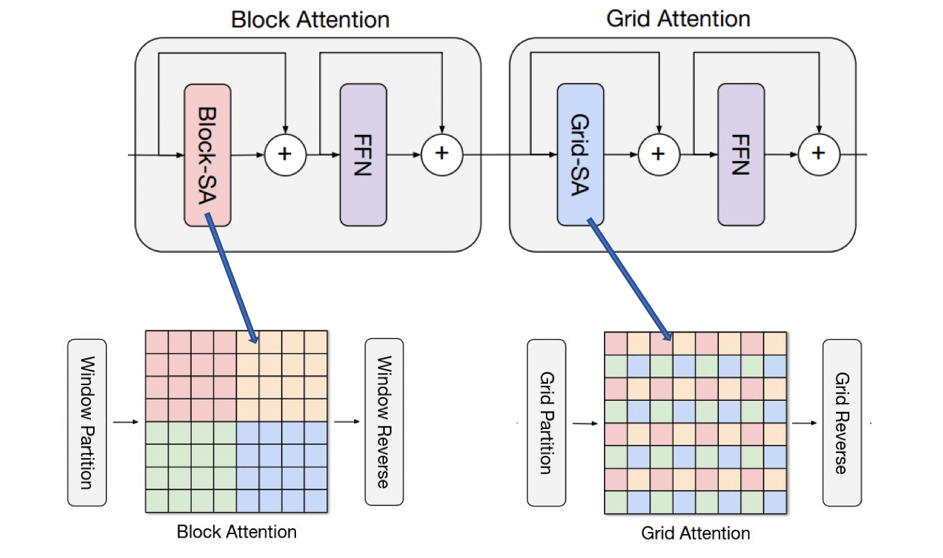 Block Attention
Grid Attention
Block-SA
+
FFN
+
Grid-SA
+
FFN
+
Window Partition
Window Reverse
Grid Partition
Grid Reverse
Block Attention
Grid Attention